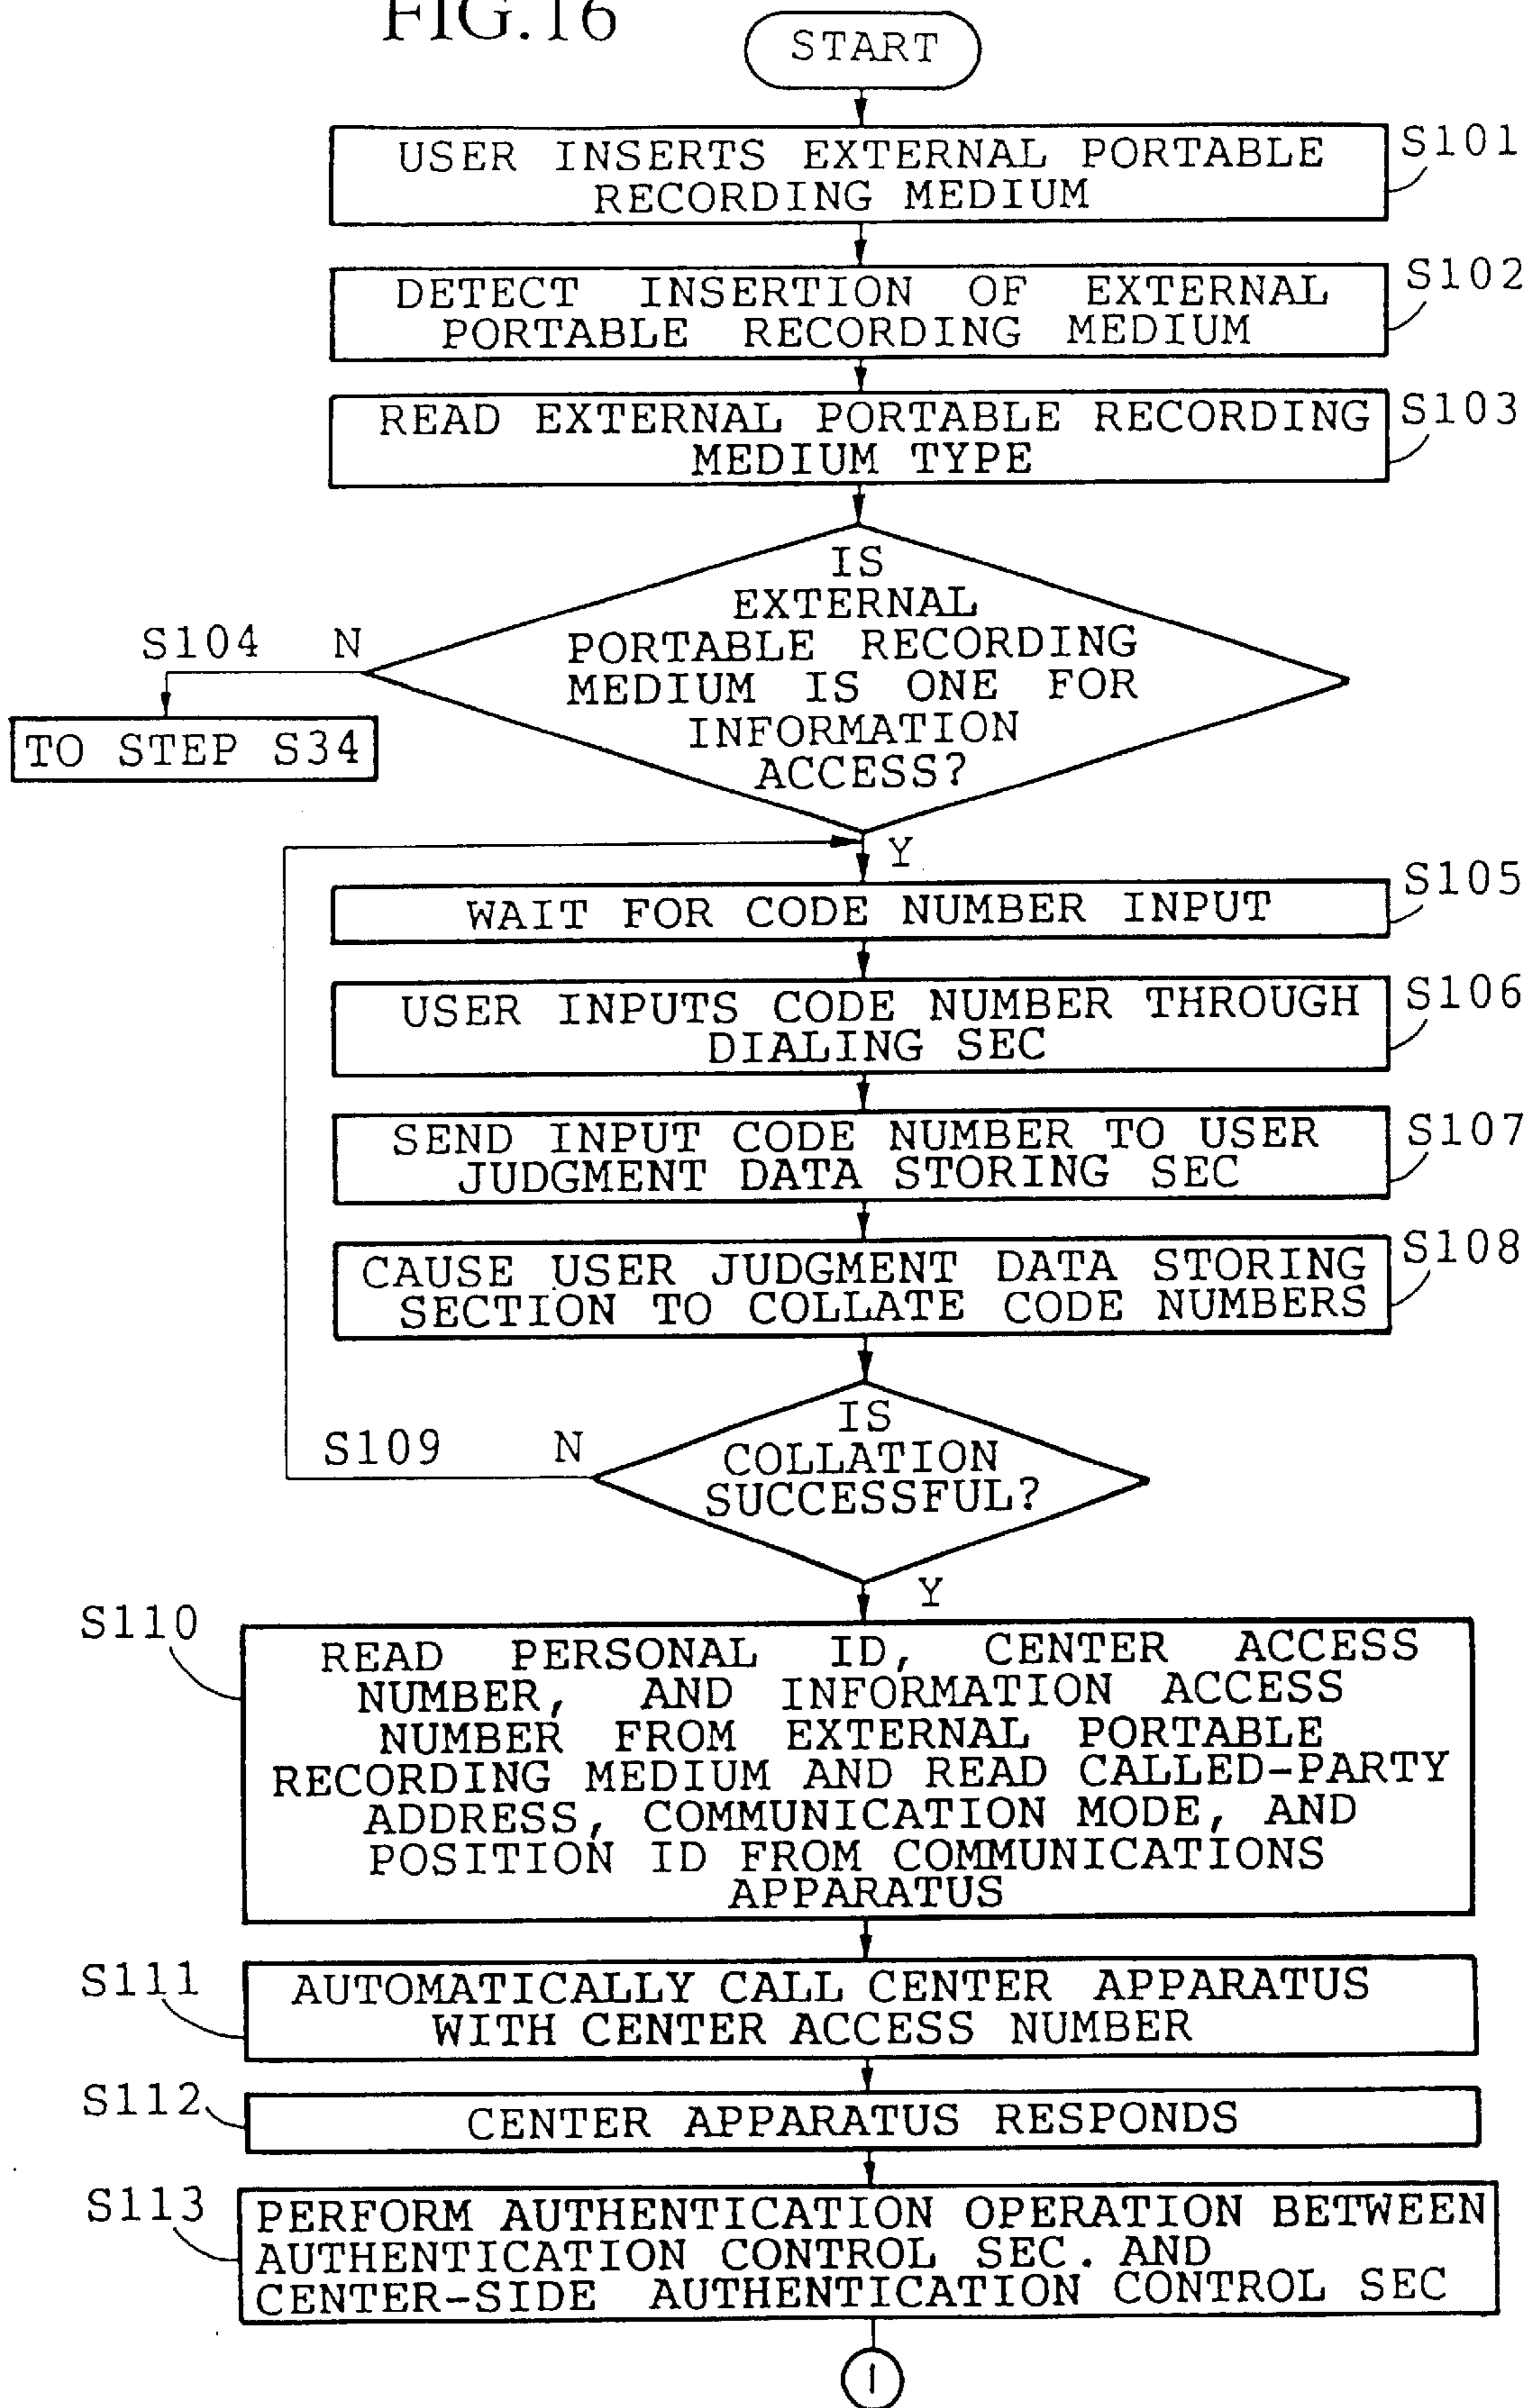 FIG.16
START
USER INSERTS EXTERNAL PORTABLE
RECORDING MEDIUM
S101
DETECT INSERTION OF EXTERNAL
PORTABLE RECORDING MEDIUM
S102
READ EXTERNAL PORTABLE RECORDING
MEDIUM TYPE
S103
IS
EXTERNAL
PORTABLE RECORDING
MEDIUM IS ONE FOR
INFORMATION
ACCESS?
S104 N
TO STEP S34
Y
WAIT FOR CODE NUMBER INPUT
S105
USER INPUTS CODE NUMBER THROUGH
DIALING SEC
S106
SEND INPUT CODE NUMBER TO USER
JUDGMENT DATA STORING SEC
S107
CAUSE USER JUDGMENT DATA STORING
SECTION TO COLLATE CODE NUMBERS
S108
IS
COLLATION
SUCCESSFUL?
S109 N
Y
S110
READ PERSONAL ID, CENTER ACCESS
NUMBER, AND INFORMATION ACCESS
NUMBER FROM EXTERNAL PORTABLE
RECORDING MEDIUM AND READ CALLED-PARTY
ADDRESS, COMMUNICATION MODE, AND
POSITION ID FROM COMMUNICATIONS
APPARATUS
S111
AUTOMATICALLY CALL CENTER APPARATUS
WITH CENTER ACCESS NUMBER
S112
CENTER APPARATUS RESPONDS
S113
PERFORM AUTHENTICATION OPERATION BETWEEN
AUTHENTICATION CONTROL SEC. AND
CENTER-SIDE AUTHENTICATION CONTROL SEC
1